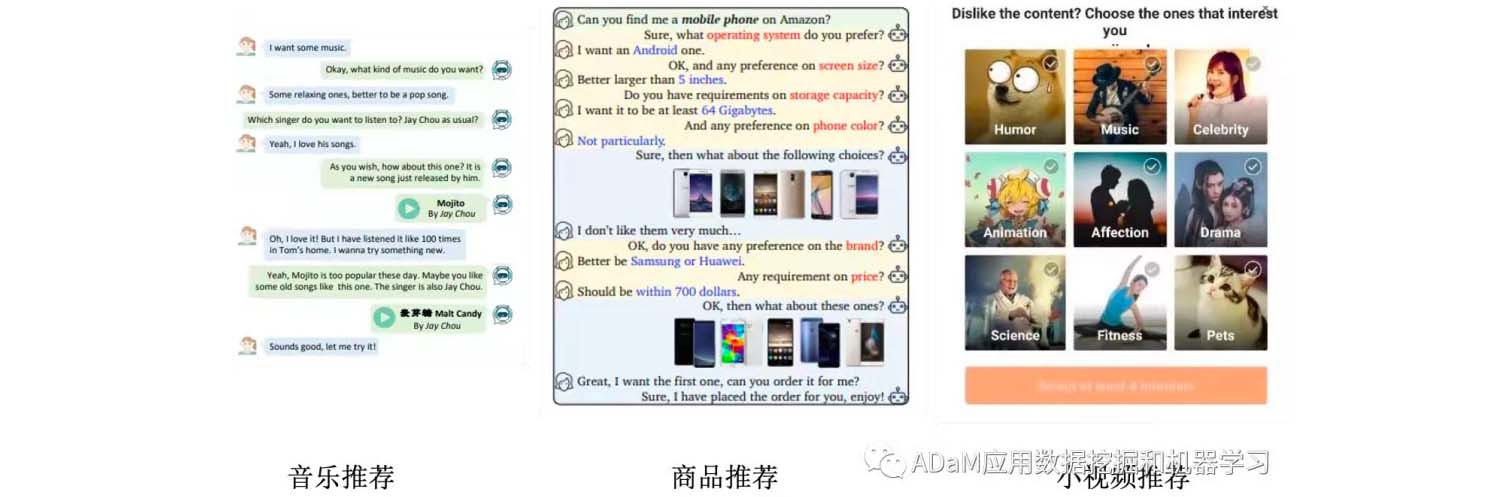 I want some music.
Okay, what kind of music do you want?
Some relaxing ones, better to be a pop song.
Which singer do you want to listen to? Jay Chou as usual?
Yeah, I love his songs.
As you wish, how about this one? It is
a new song just released by him.
Mojito
By Jay Chou
Oh, I love it! But I have listened it like 100 times
in Tom's home. I wanna try something new.
Yeah, Mojito is too popular these day. Maybe you like
some old songs like this one. The singer is also Jay Chou.
麦芽糖 Malt Candy
By Jay Chou
Sounds good, let me try it!
音乐推荐
Can you find me a mobile phone on Amazon?
Sure, what operating system do you prefer?
I want an Android one.
OK, and any preference on screen size?
Better larger than 5 inches.
Do you have requirements on storage capacity?
I want it to be at least 64 Gigabytes.
And any preference on phone color?
Not particularly.
Sure, then what about the following choices?
I don't like them very much...
OK, do you have any preference on the brand?
Better be Samsung or Huawei.
Any requirement on price?
Should be within 700 dollars.
OK, then what about these ones?
Great, I want the first one, can you order it for me?
Sure, I have placed the order for you, enjoy!
商品推荐
Dislike the content? Choose the ones that interest
you
Humor
Music
Celebrity
Animation
Affection
Drama
Science
Fitness
Pets
小视频推荐
ADaM应用数据挖掘和机器学习